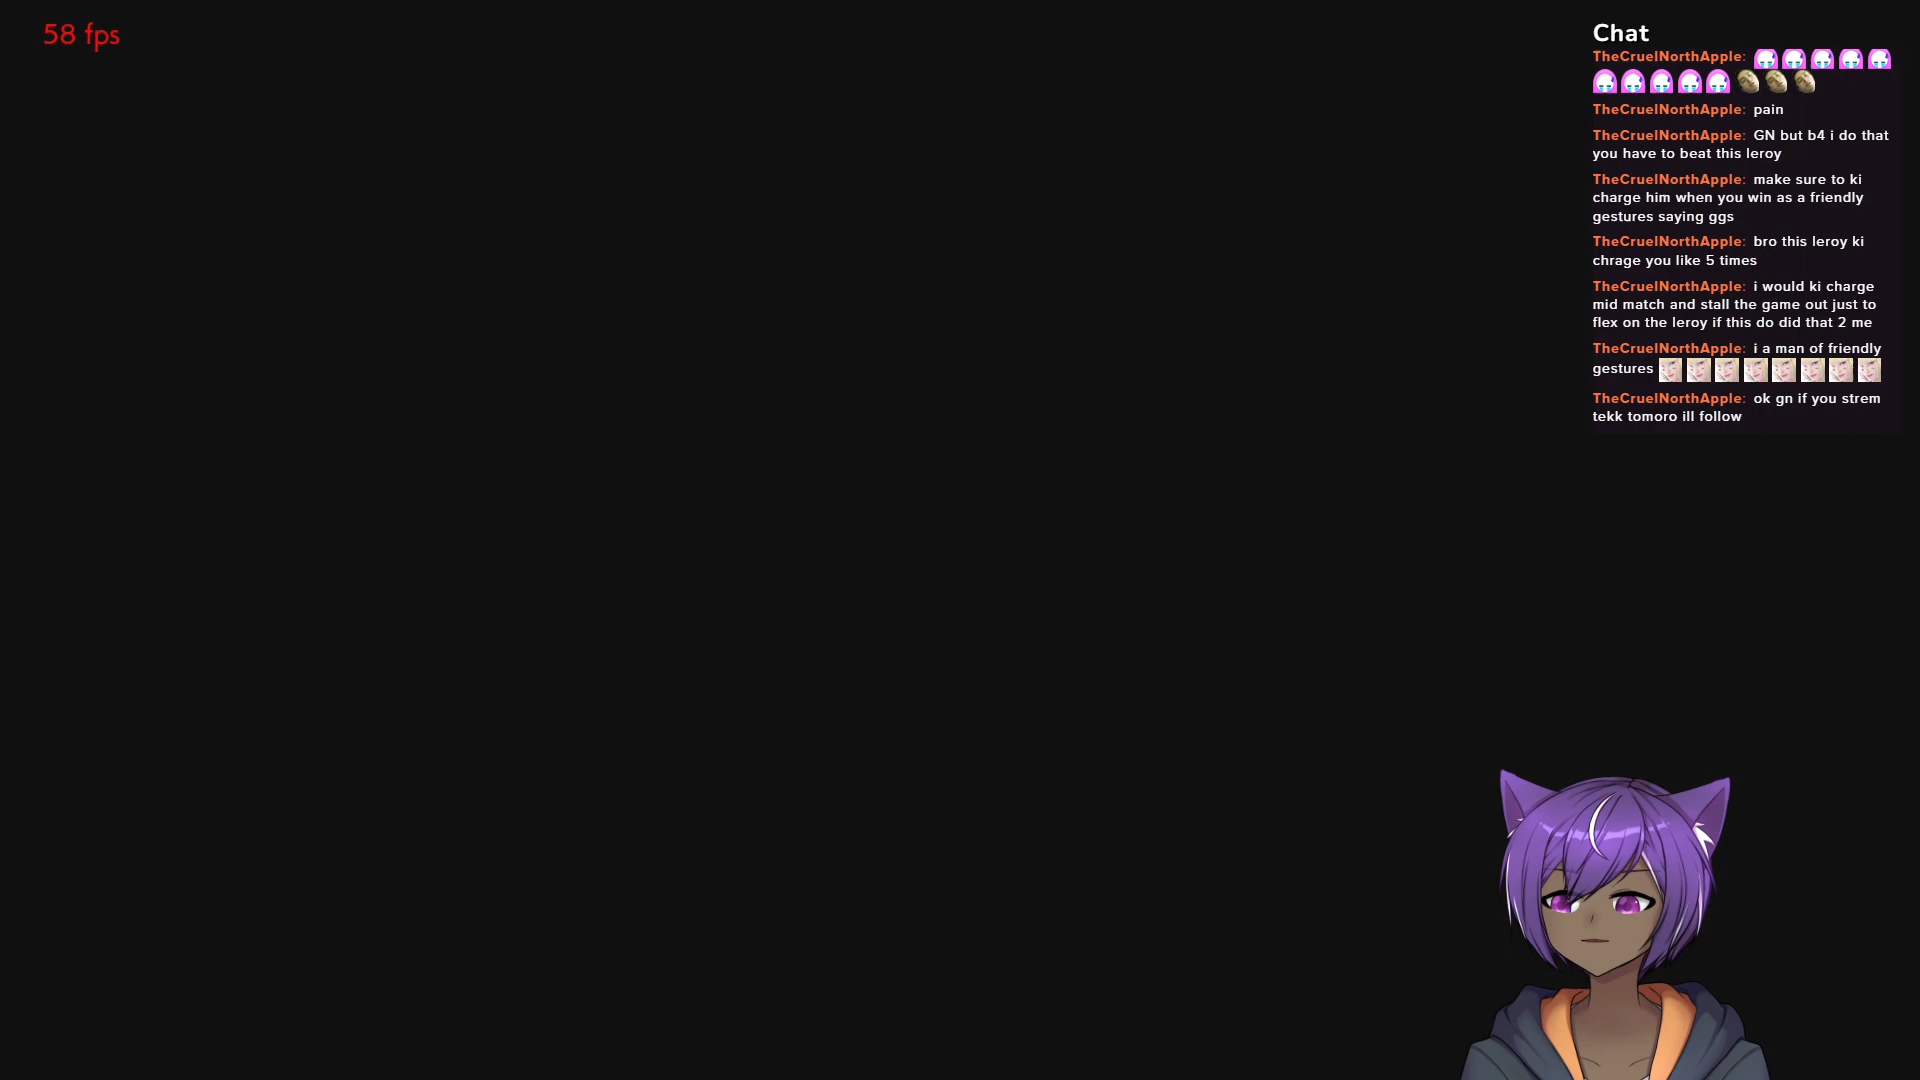 58 fps
Chat
TheCruelNorthApple:
TheCruelNorthApple: pain
TheCruelNorthApple: GN but b4 i do that
you have to beat this leroy
TheCruelNorthApple: make sure to ki
charge him when you win as a friendly
gestures saying ggs
TheCruelNorthApple: bro this leroy ki
chrage you like 5 times
TheCruelNorthApple: i would ki charge
mid match and stall the game out just to
flex on the leroy if this do did that 2 me
TheCruelNorthApple: i a man of friendly
gestures
TheCruelNorthApple: ok gn if you strem
tekk tomoro ill follow